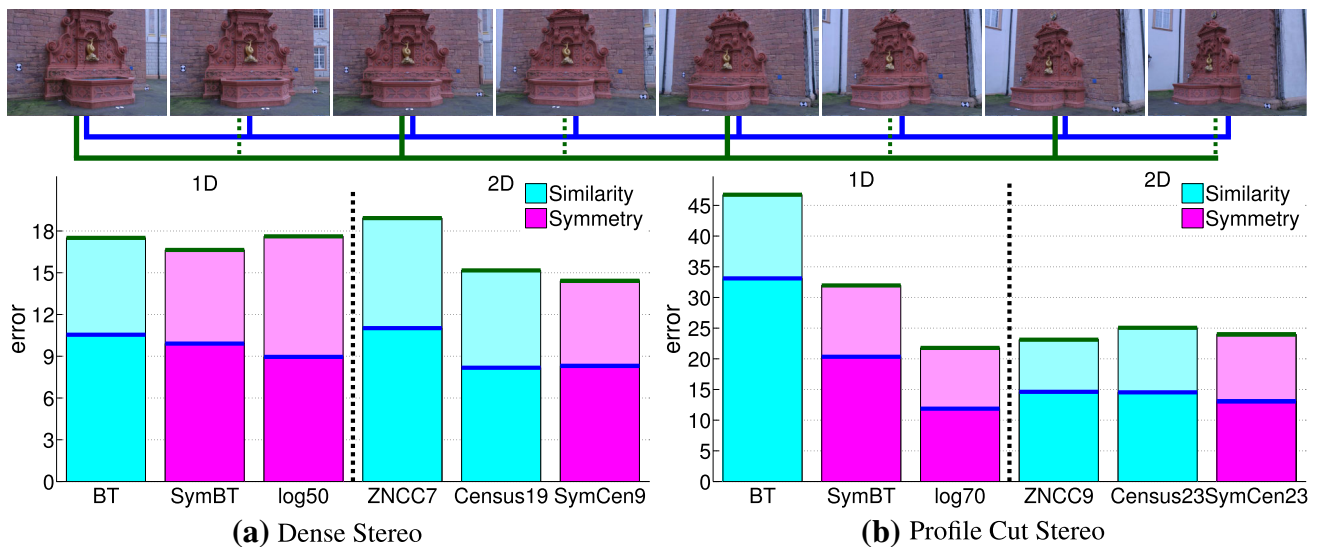 1D
2D
Similarity
Symmetry
18
15
12
9
6
3
0
error
BT
SymBT
log50
ZNCC7
Census19
SymCen9
(a) Dense Stereo
1D
2D
Similarity
Symmetry
45
40
35
30
25
20
15
10
5
0
error
BT
SymBT
log70
ZNCC9
Census23
SymCen23
(b) Profile Cut Stereo